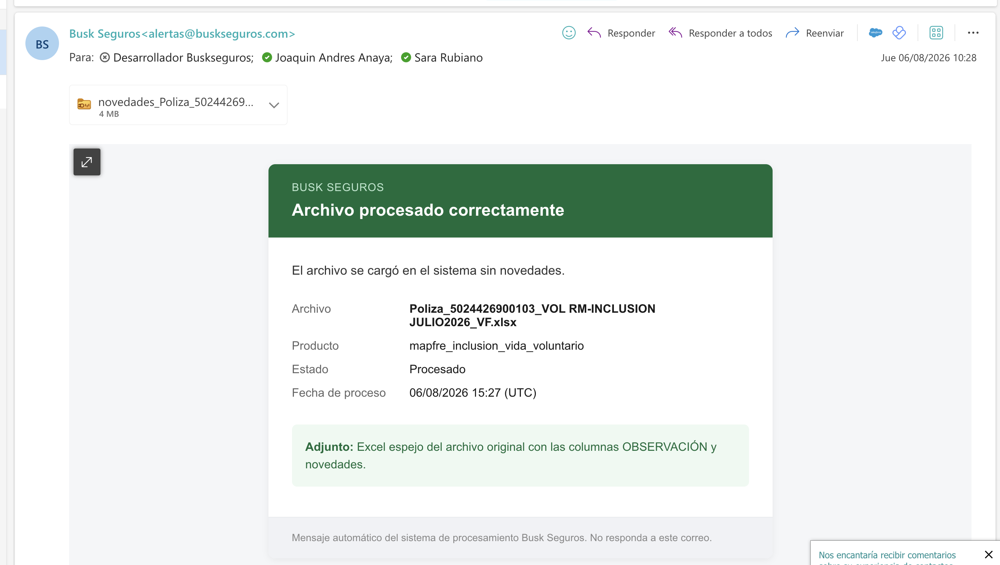 BS
Busk Seguros<alertas@buskseguros.com>
Responder
Responder a todos
Reenviar
Para: Desarrollador Buskseguros; Joaquin Andres Anaya; Sara Rubiano
Jue 06/08/2026 10:28
novedades_Poliza_50244269...
4 MB
BUSK SEGUROS
Archivo procesado correctamente
El archivo se cargó en el sistema sin novedades.
Archivo Poliza_5024426900103_VOL RM-INCLUSION
JULIO2026_VF.xlsx
Producto mapfre_inclusion_vida_voluntario
Estado Procesado
Fecha de proceso 06/08/2026 15:27 (UTC)
Adjunto: Excel espejo del archivo original con las columnas OBSERVACIÓN y
novedades.
Mensaje automático del sistema de procesamiento Busk Seguros. No responda a este correo.
Nos encantaría recibir comentarios